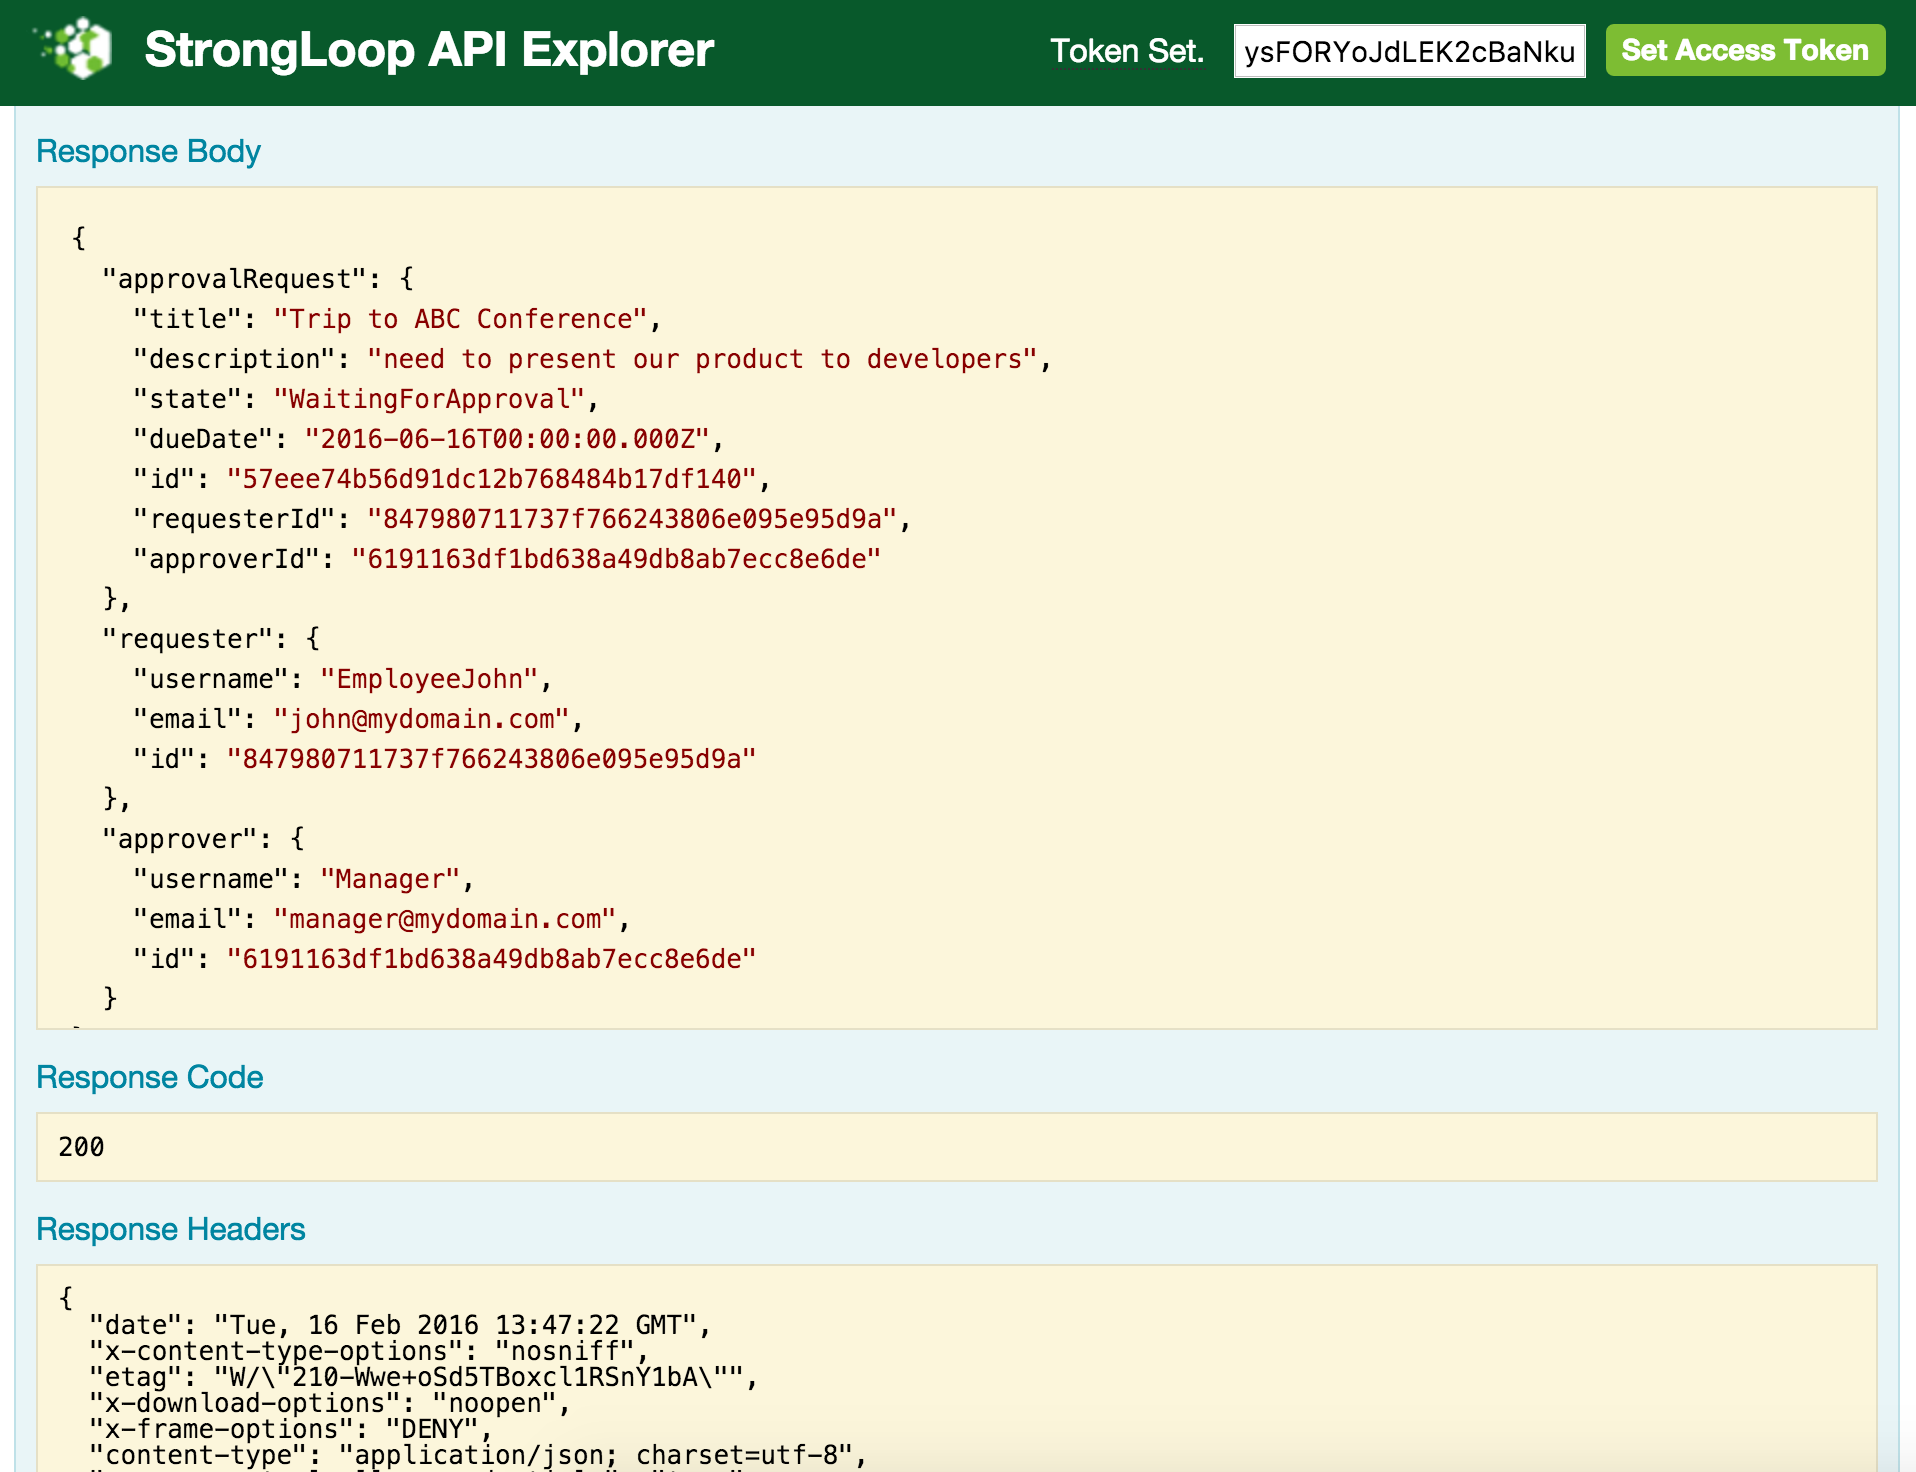 StrongLoop API Explorer
Token Set.
ysFORYoJdLEK2cBaNku
Set Access Token
Response Body
{
"approvalRequest": {
"title": "Trip to ABC Conference",
"description": "need to present our product to developers",
"state": "WaitingForApproval",
"dueDate": "2016-06-16T00:00:00.000Z",
"id": "57eee74b56d91dc12b768484b17df140",
"requesterId": "847980711737f766243806e095e95d9a",
"approverId": "6191163df1bd638a49db8ab7ecc8e6de"
},
"requester": {
"username": "EmployeeJohn",
"email": "john@mydomain.com",
"id": "847980711737f766243806e095e95d9a"
},
"approver": {
"username": "Manager",
"email": "manager@mydomain.com",
"id": "6191163df1bd638a49db8ab7ecc8e6de"
}
Response Code
200
Response Headers
{
"date": "Tue, 16 Feb 2016 13:47:22 GMT",
"x-content-type-options": "nosniff",
"etag": "W/\"210-Wwe+oSd5TBoxcl1RSnY1bA\"",
"x-download-options": "noopen",
"x-frame-options": "DENY",
"content-type": "application/json; charset=utf-8",